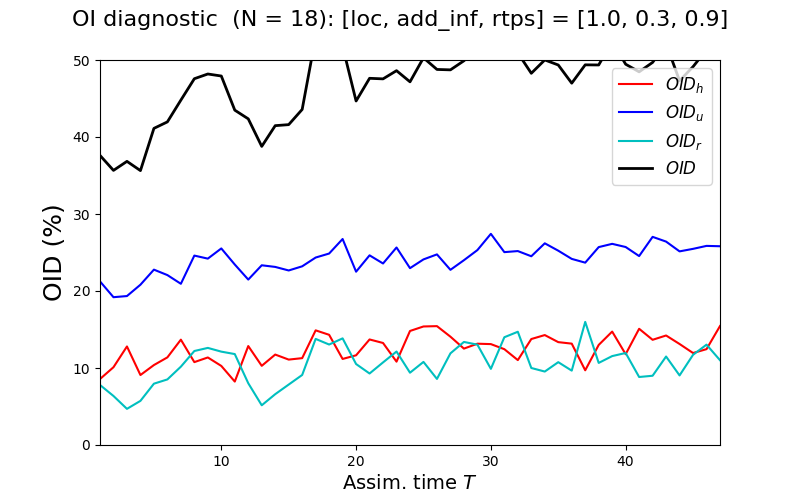 OI diagnostic (N = 18): [loc, add_inf, rtps] = [1.0, 0.3, 0.9]
OID (%)
50
40
30
20
10
0
OID_h
OID_u
OID_r
OID
10 20 30 40
Assim. time T